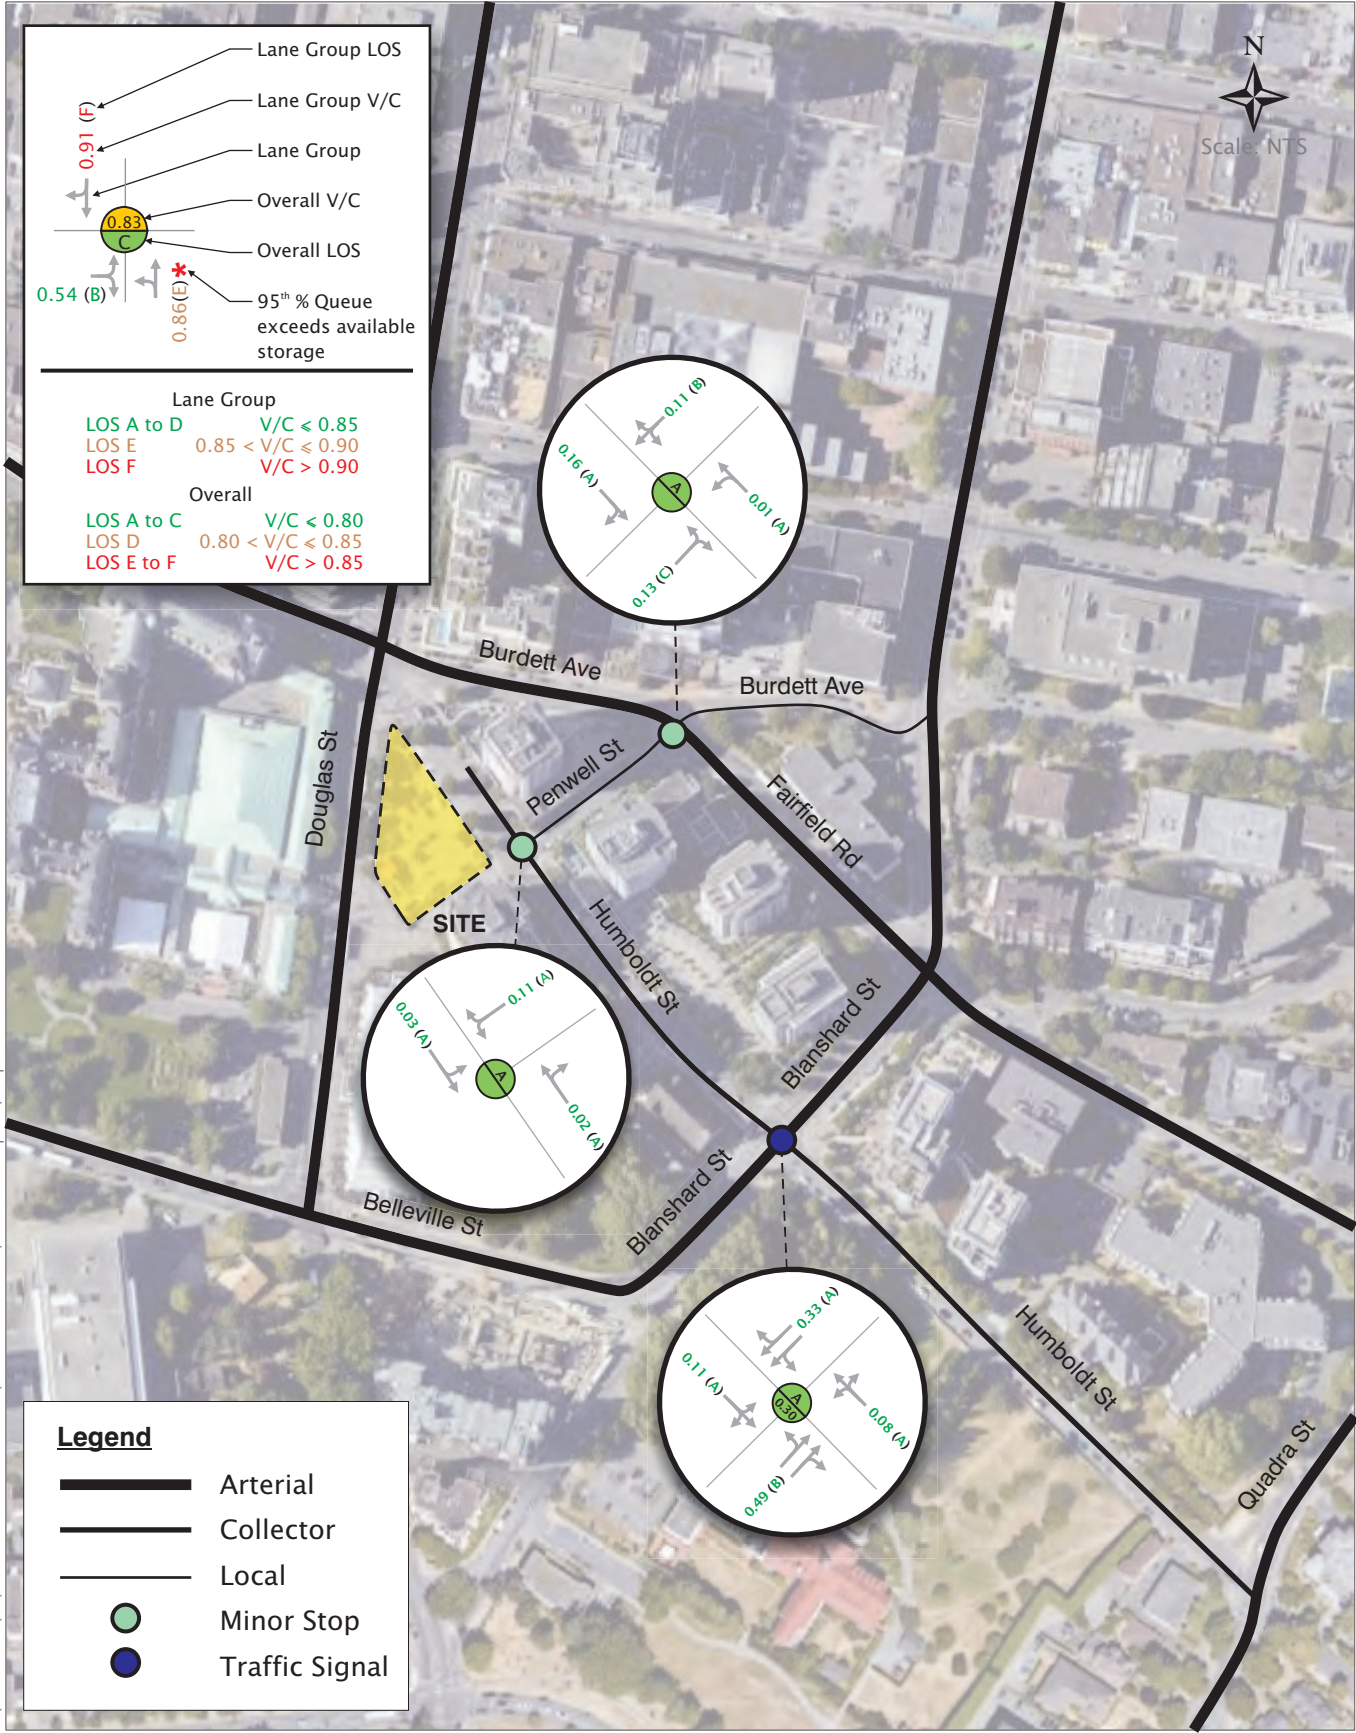 Lane Group LOS
Lane Group V/C
Lane Group
Overall V/C
Overall LOS
95th % Queue
exceeds available
storage
0.91 (F)
0.83
C
0.54 (B)
0.86(E)*
Lane Group
LOS A to D V/C ⩽ 0.85
LOS E 0.85 < V/C ⩽ 0.90
LOS F V/C > 0.90
Overall
LOS A to C V/C ⩽ 0.80
LOS D 0.80 < V/C ⩽ 0.85
LOS E to F V/C > 0.85
N
Scale: NTS
0.11 (B)
0.16 (A)
A
0.01 (A)
0.13 (C)
Burdett Ave
Burdett Ave
Douglas St
Penwell St
Fairfield Rd
SITE
Humboldt St
Blanshard St
0.11 (A)
0.03 (A)
A
0.02 (A)
Blanshard St
Belleville St
0.33 (A)
0.11 (A)
A
0.30
0.08 (A)
0.49 (B)
Humboldt St
Quadra St
Legend
Arterial
Collector
Local
Minor Stop
Traffic Signal